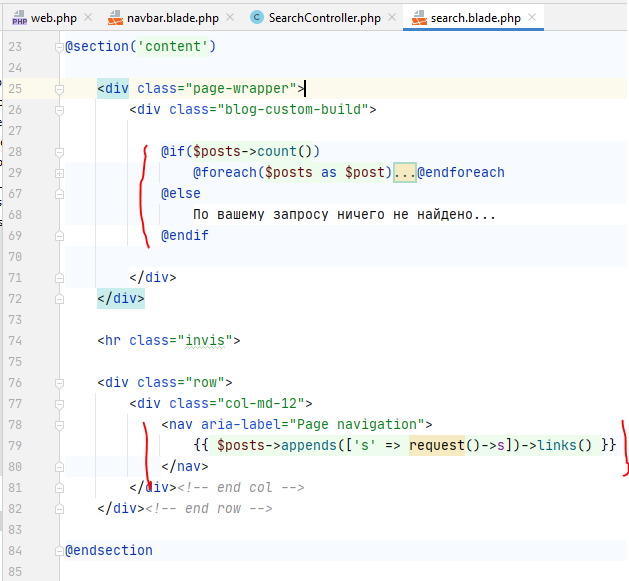 web.php navbar.blade.php SearchController.php search.blade.php
23 @section('content')
24
25 <div class="page-wrapper">
26 <div class="blog-custom-build">
27
28 @if($posts->count())
29 @foreach($posts as $post)...@endforeach
67 @else
68 По вашему запросу ничего не найдено...
69 @endif
70
71 </div>
72 </div>
73
74 <hr class="invis">
75
76 <div class="row">
77 <div class="col-md-12">
78 <nav aria-label="Page navigation">
79 {{ $posts->appends(['s' => request()->s])->links() }}
80 </nav>
81 </div><!-- end col -->
82 </div><!-- end row -->
83
84 @endsection
85